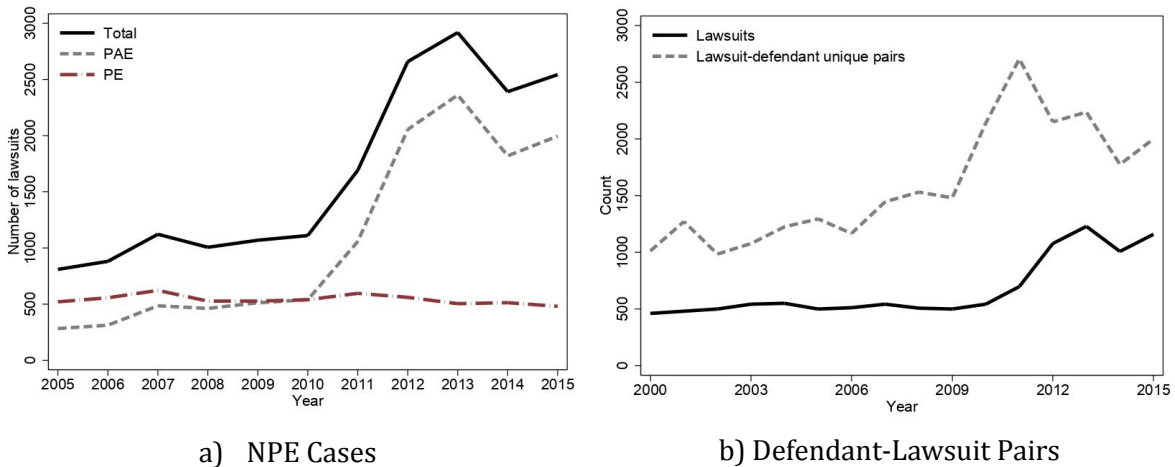 Total
PAE
PE
Number of lawsuits
3000
2500
2000
1500
1000
500
0
2005 2006 2007 2008 2009 2010 2011 2012 2013 2014 2015
Year
a) NPE Cases
Lawsuits
Lawsuit-defendant unique pairs
Count
3000
2500
2000
1500
1000
500
0
2000 2003 2006 2009 2012 2015
Year
b) Defendant-Lawsuit Pairs